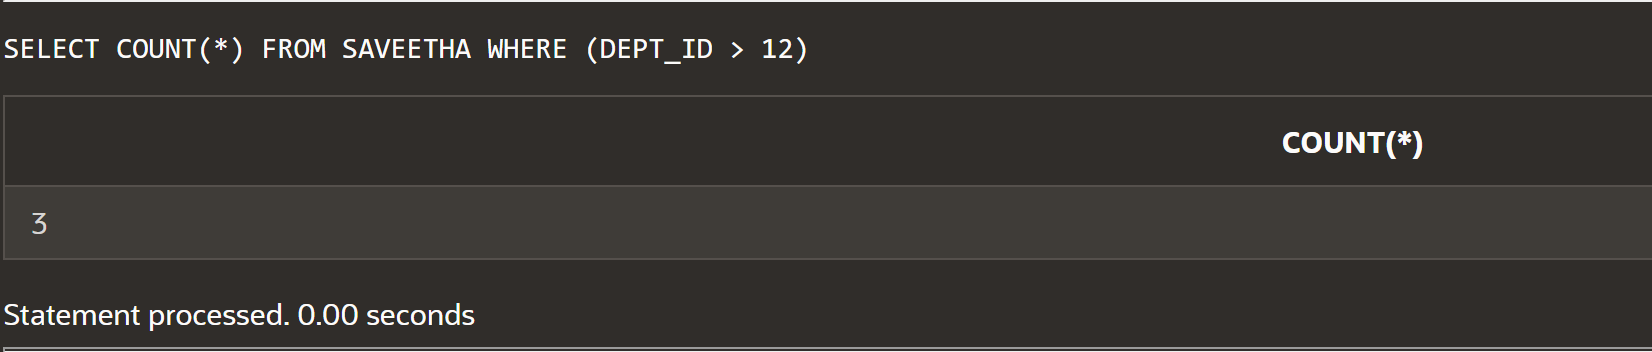 SELECT COUNT(*) FROM SAVEETHA WHERE (DEPT_ID > 12)
COUNT(*)
3
Statement processed. 0.00 seconds